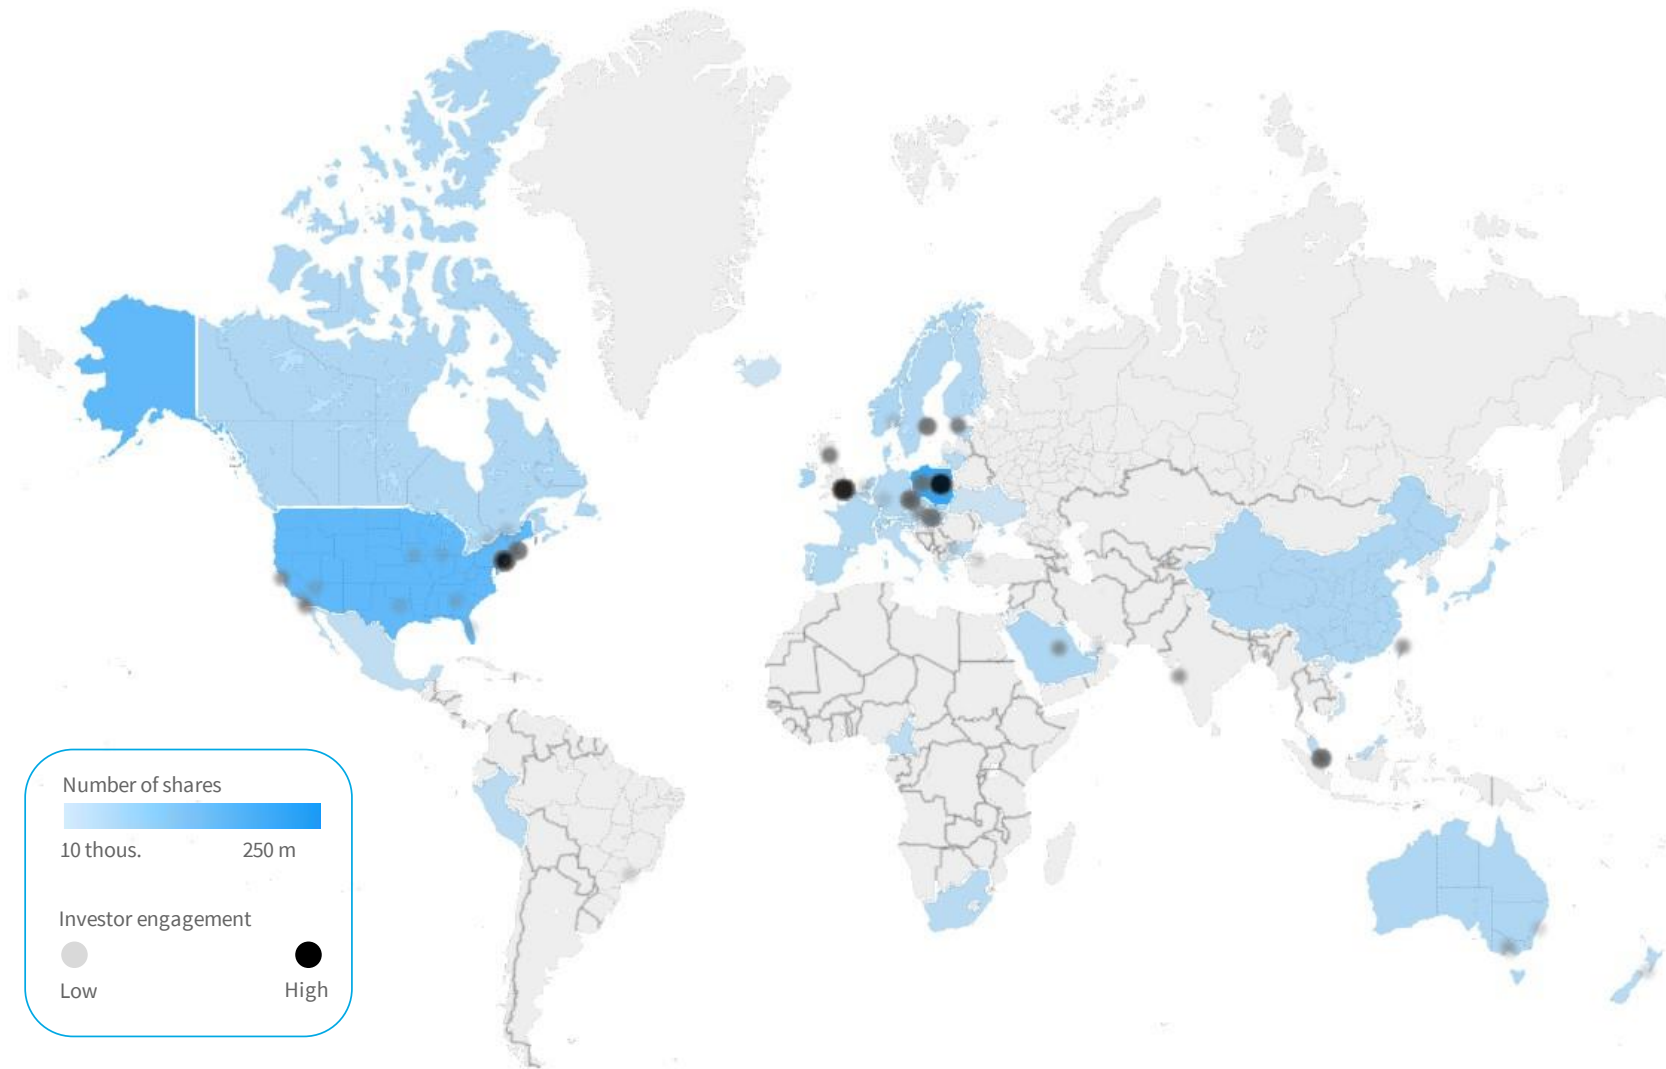 Number of shares
10 thous. 250 m
Investor engagement
Low High